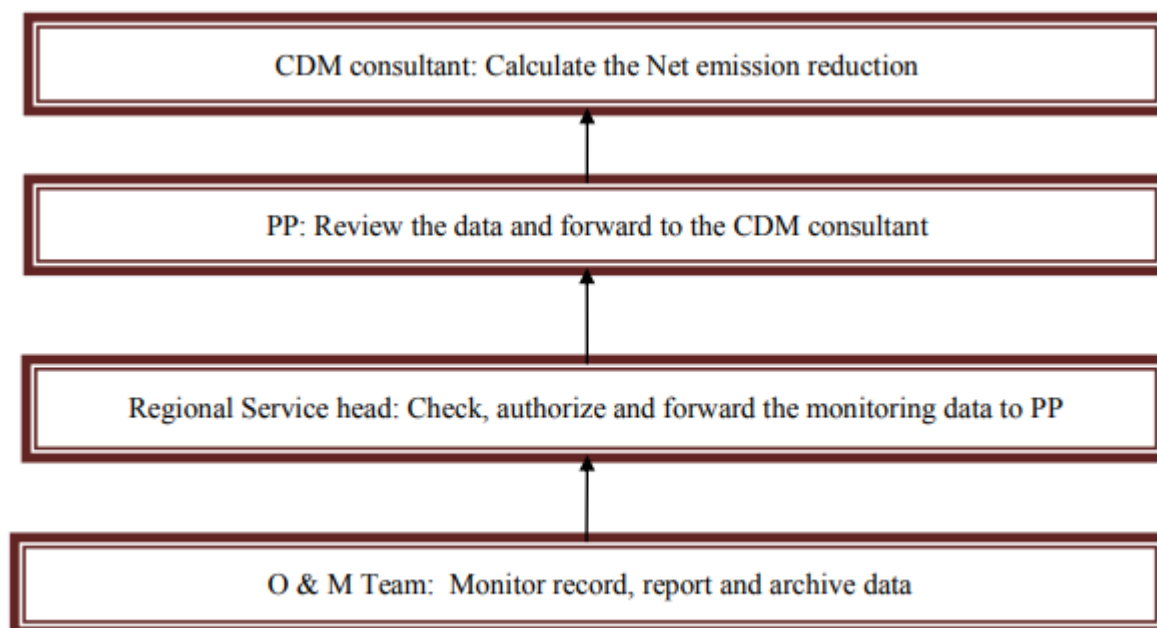 CDM consultant: Calculate the Net emission reduction
PP: Review the data and forward to the CDM consultant
Regional Service head: Check, authorize and forward the monitoring data to PP
O & M Team:  Monitor record, report and archive data